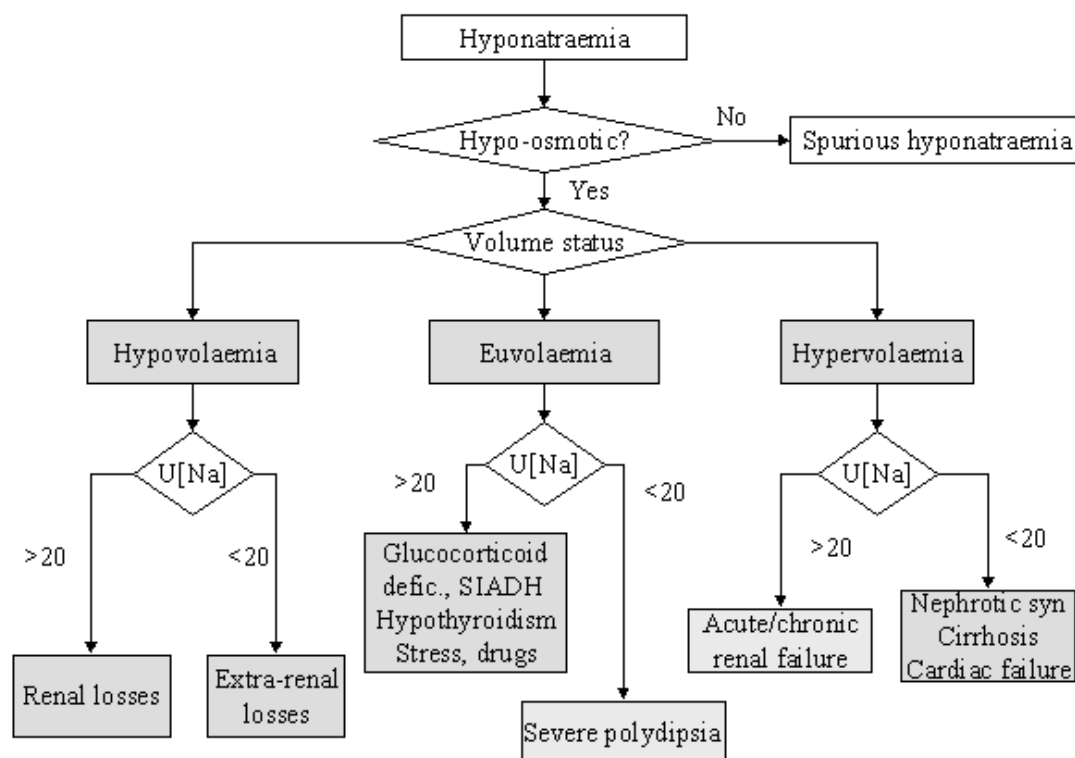 Hyponatraemia
Hypo-osmotic?
No
Spurious hyponatraemia
Yes
Volume status
Hypovolaemia
Euvolaemia
Hypervolaemia
U[Na]
U[Na]
U[Na]
>20
<20
>20
<20
>20
<20
Glucocorticoid
defic., SIADH
Hypothyroidism
Stress, drugs
Acute/chronic
renal failure
Nephrotic syn
Cirrhosis
Cardiac failure
Renal losses
Extra-renal
losses
Severe polydipsia